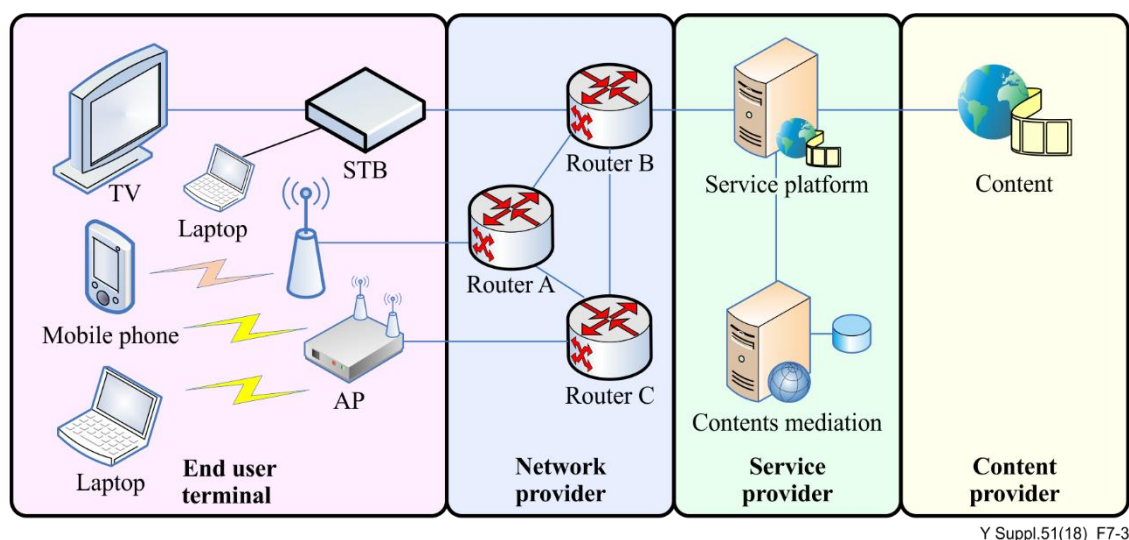 TV
STB
Laptop
Mobile phone
AP
Laptop
End user
terminal
Router B
Router A
Router C
Network
provider
Service platform
Contents mediation
Service
provider
Content
Content
provider
Y Suppl.51(18)_F7-3